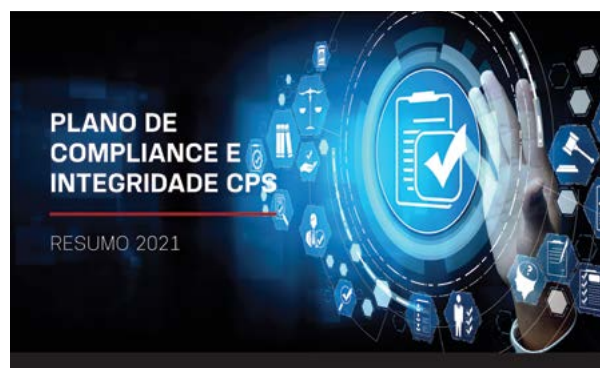 PLANO DE
COMPLIANCE E
INTEGRIDADE CPS
RESUMO 2021